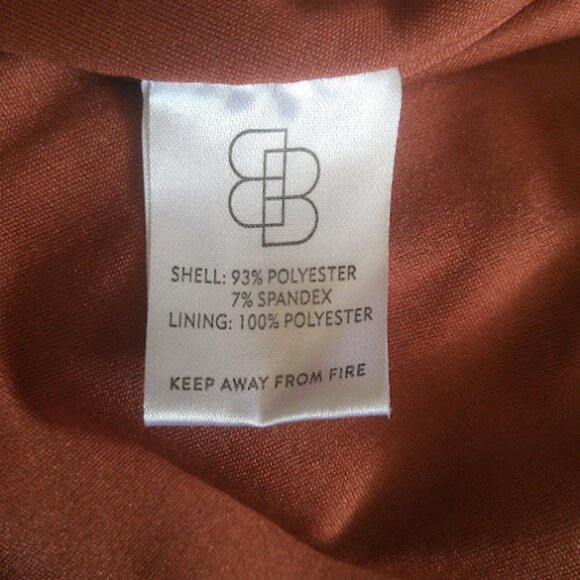 SHELL: 93% POLYESTER
7% SPANDEX
LINING: 100% POLYESTER
KEEP AWAY FROM FIRE